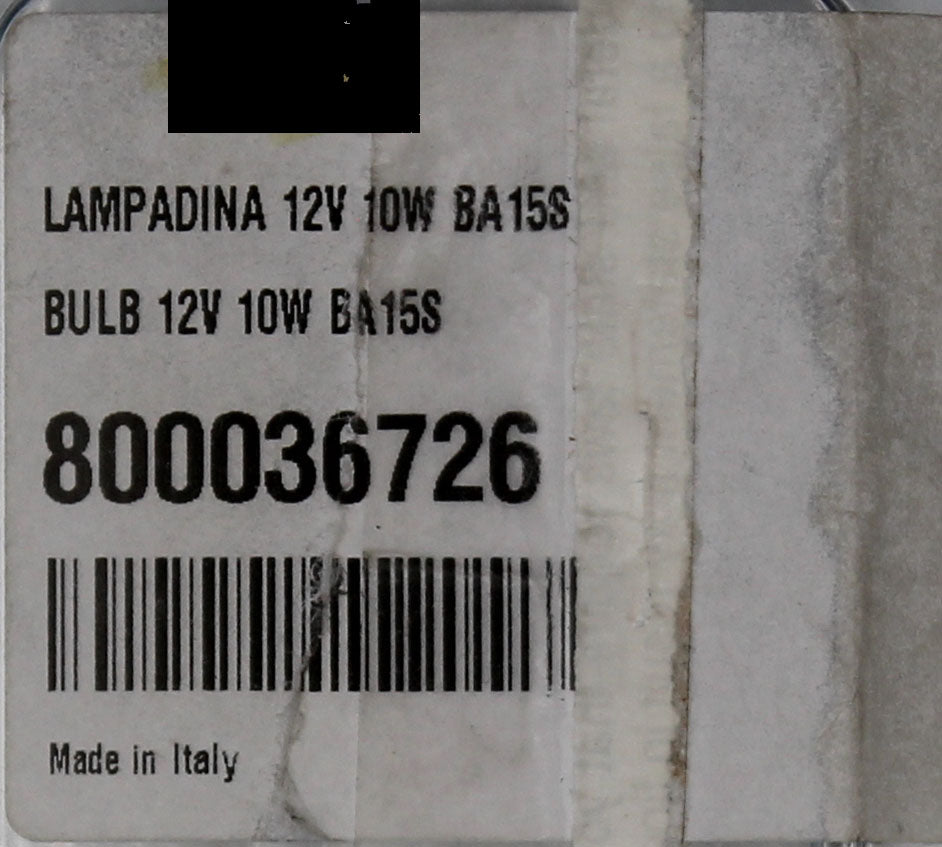 LAMPADINA 12V 10W BA15S
BULB 12V 10W BA15S
800036726
Made in Italy